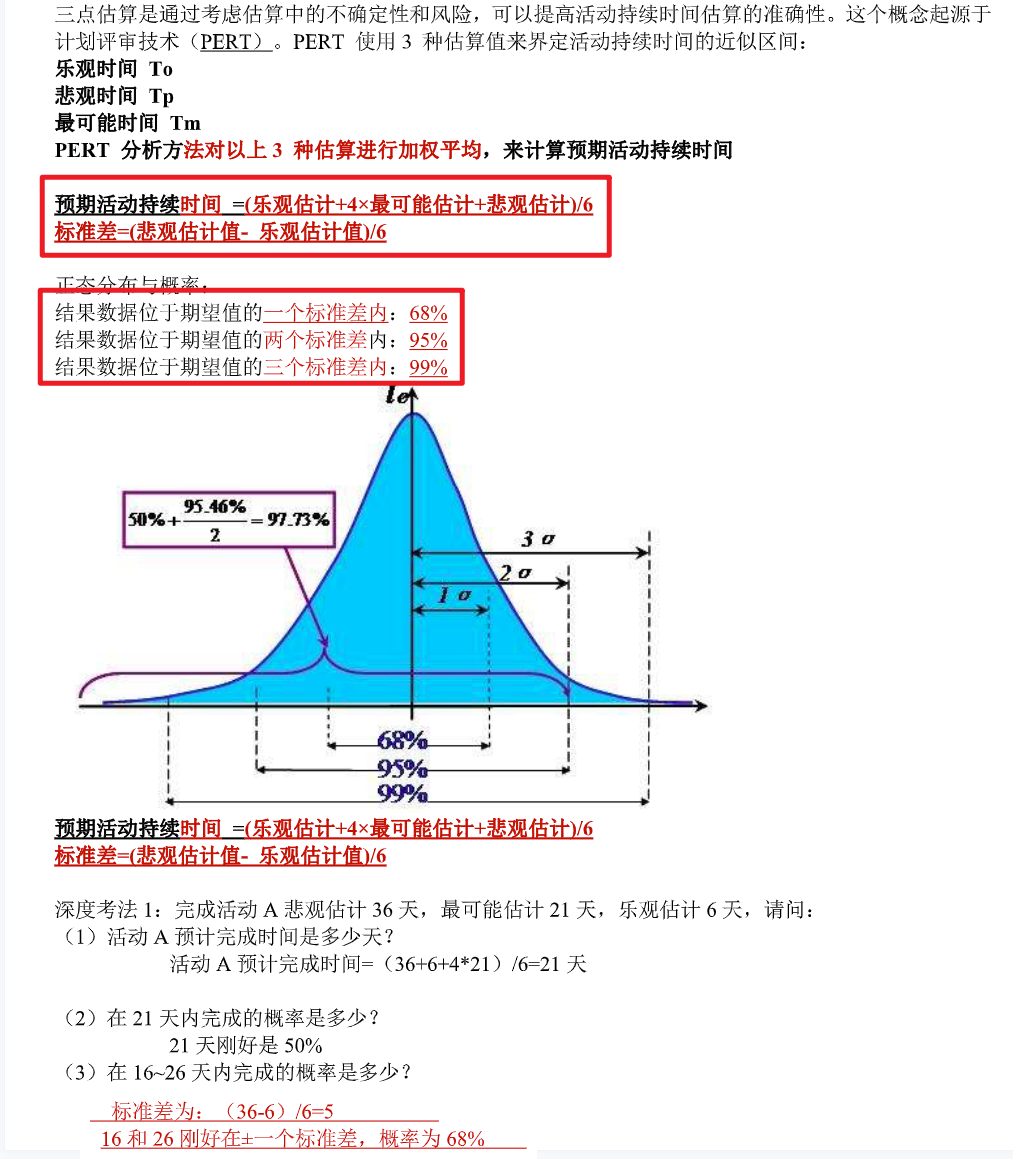 三点估算是通过考虑估算中的不确定性和风险，可以提高活动持续时间估算的准确性。这个概念起源于
计划评审技术（PERT）。PERT 使用 3 种估算值来界定活动持续时间的近似区间：
乐观时间 To
悲观时间 Tp
最可能时间 Tm
PERT 分析方法对以上 3 种估算进行加权平均，来计算预期活动持续时间
预期活动持续时间 =(乐观估计+4×最可能估计+悲观估计)/6
标准差=(悲观估计值- 乐观估计值)/6
正态分布与概率：
结果数据位于期望值的一个标准差内：68%
结果数据位于期望值的两个标准差内：95%
结果数据位于期望值的三个标准差内：99%
te
50%+95.46%/2=97.73%
3 σ
2 σ
1 σ
68%
95%
99%
预期活动持续时间 =(乐观估计+4×最可能估计+悲观估计)/6
标准差=(悲观估计值- 乐观估计值)/6
深度考法 1：完成活动 A 悲观估计 36 天，最可能估计 21 天，乐观估计 6 天，请问：
（1）活动 A 预计完成时间是多少天？
活动 A 预计完成时间=（36+6+4*21）/6=21 天
（2）在 21 天内完成的概率是多少？
21 天刚好是 50%
（3）在 16~26 天内完成的概率是多少？
标准差为：（36-6）/6=5
16 和 26 刚好在±一个标准差，概率为 68%